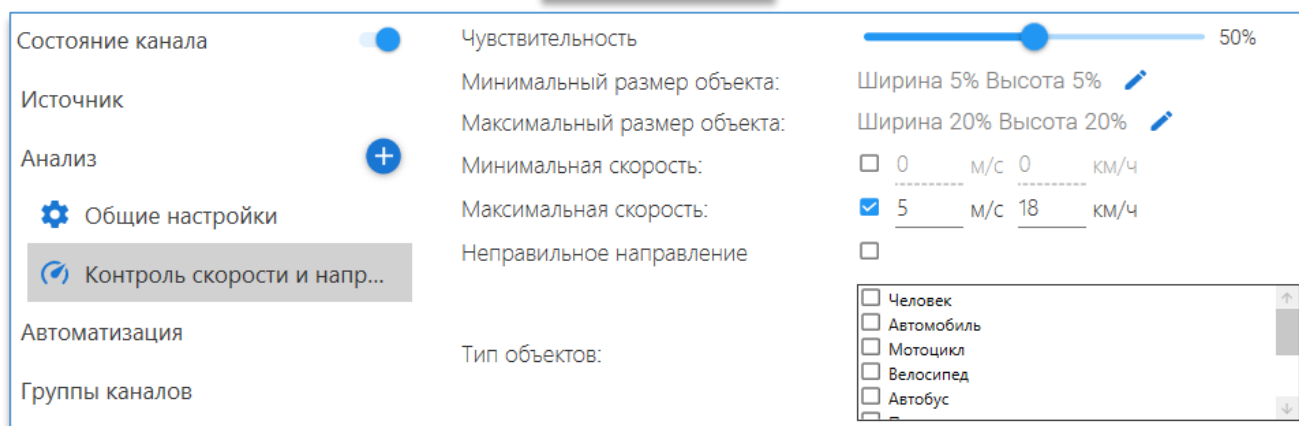 Состояние канала
Источник
Анализ
Общие настройки
Контроль скорости и напр...
Автоматизация
Группы каналов
Чувствительность 50%
Минимальный размер объекта: Ширина 5% Высота 5%
Максимальный размер объекта: Ширина 20% Высота 20%
Минимальная скорость: 0 м/с 0 км/ч
Максимальная скорость: 5 м/с 18 км/ч
Неправильное направление
Тип объектов:
Человек
Автомобиль
Мотоцикл
Велосипед
Автобус